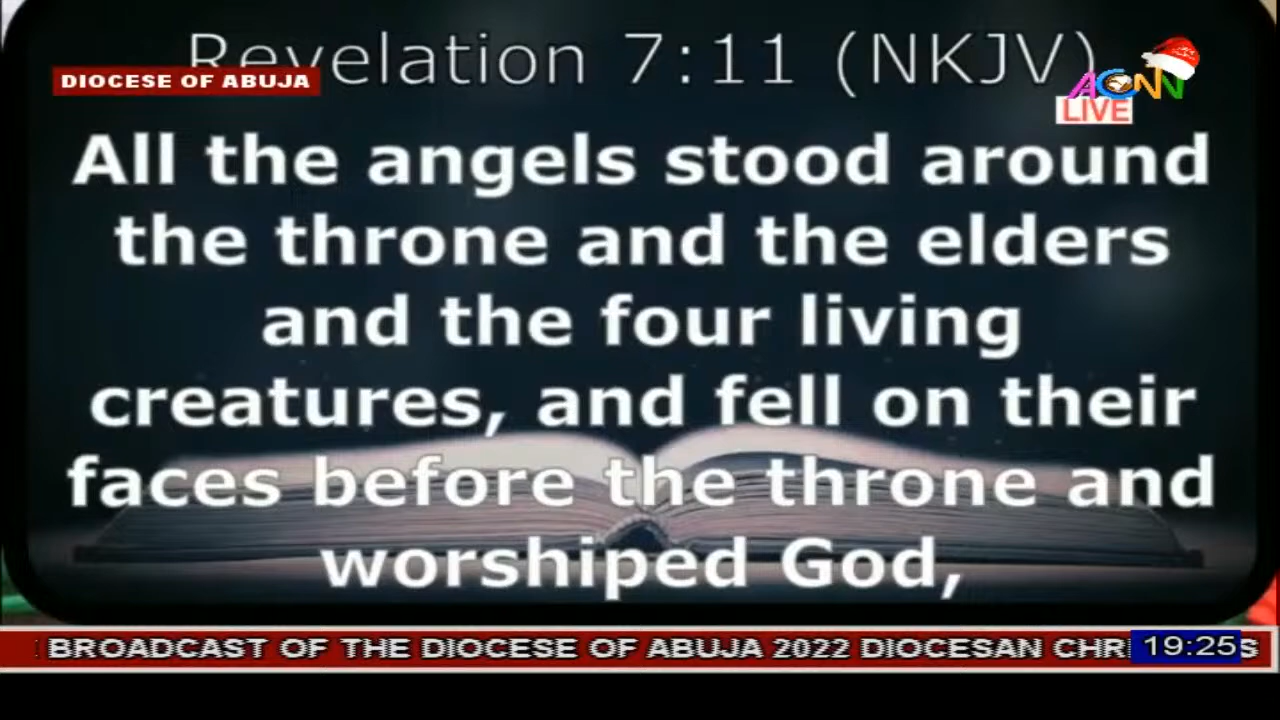 Revelation 7:11 (NKJV)
DIOCESE OF ABUJA
ACNN
LIVE
All the angels stood around
the throne and the elders
and the four living
creatures, and fell on their
faces before the throne and
worshiped God,
BROADCAST OF THE DIOCESE OF ABUJA 2022 DIOCESAN CHR
19:25